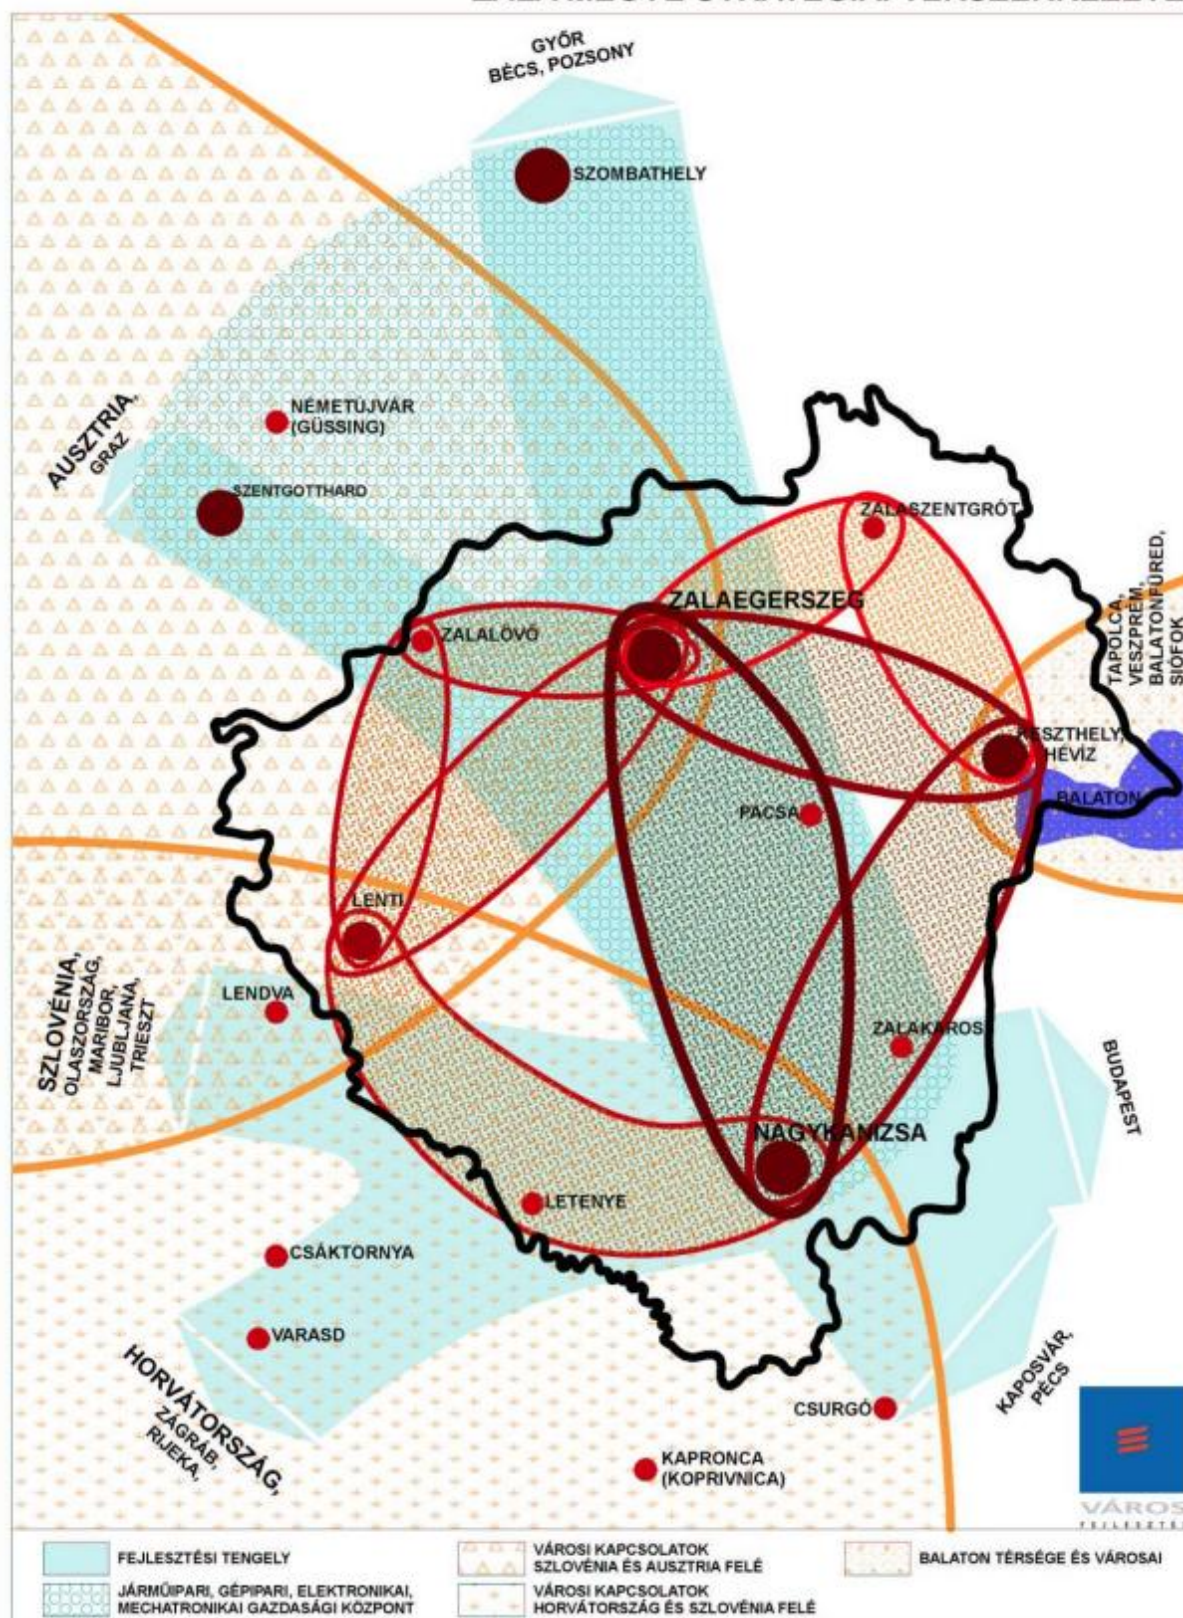 GYŐR
BÉCS, POZSONY
SZOMBATHELY
NÉMETÚJVÁR
(GÜSSING)
AUSZTRIA,
GRAZ
SZENTGOTTHARD
ZALASZENTGRÓT
ZALAEGERSZEG
ZALALÖVŐ
TAPOLCA,
VESZPRÉM,
BALATONFÜRED,
SIÓFOK
KESZTHELY,
HÉVÍZ
BALATON
PACSA
LENTI
LENDVA
SZLOVÉNIA,
OLASZORSZÁG,
MARIBOR,
LJUBLJANA,
TRIESZT
ZALAKAROS
BUDAPEST
NAGYKANIZSA
LETENYE
CSÁKTORNYA
VARASD
HORVÁTORSZÁG,
ZÁGRÁB,
RIJEKA,
KAPOSVÁR,
PÉCS
CSURGÓ
KAPRONCA
(KOPRIVNICA)
VÁROS
FEJLESZTÉS
FEJLESZTÉSI TENGELY
JÁRMŰIPARI, GÉPIPARI, ELEKTRONIKAI,
MECHATRONIKAI GAZDASÁGI KÖZPONT
VÁROSI KAPCSOLATOK
SZLOVÉNIA ÉS AUSZTRIA FELÉ
VÁROSI KAPCSOLATOK
HORVÁTORSZÁG ÉS SZLOVÉNIA FELÉ
BALATON TÉRSÉGE ÉS VÁROSAI